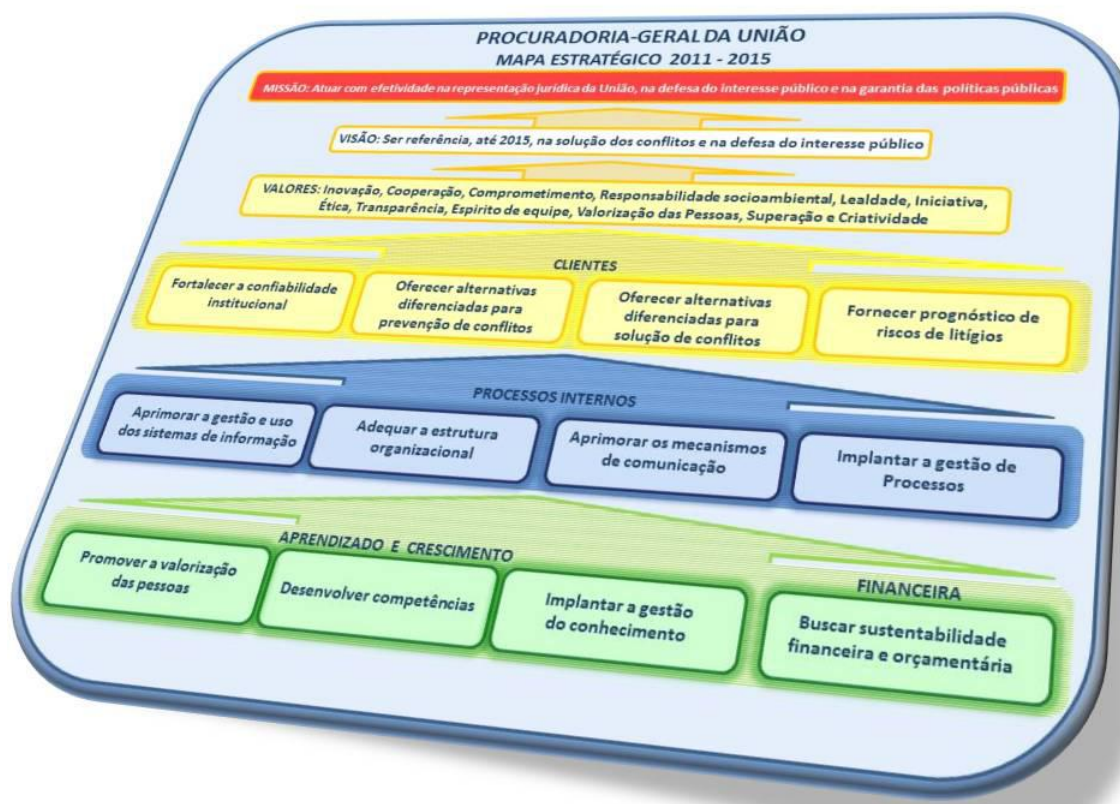 PROCURADORIA-GERAL DA UNIÃO
MAPA ESTRATÉGICO 2011 - 2015
MISSÃO: Atuar com efetividade na representação jurídica da União, na defesa do interesse público e na garantia das políticas públicas
VISÃO: Ser referência, até 2015, na solução dos conflitos e na defesa do interesse público
VALORES: Inovação, Cooperação, Comprometimento, Responsabilidade socioambiental, Lealdade, Iniciativa,
Ética, Transparência, Espirito de equipe, Valorização das Pessoas, Superação e Criatividade
CLIENTES
Fortalecer a confiabilidade
institucional
Oferecer alternativas
diferenciadas para
prevenção de conflitos
Oferecer alternativas
diferenciadas para
solução de conflitos
Fornecer prognóstico de
riscos de litígios
PROCESSOS INTERNOS
Aprimorar a gestão e uso
dos sistemas de informação
Adequar a estrutura
organizacional
Aprimorar os mecanismos
de comunicação
Implantar a gestão de
Processos
APRENDIZADO E CRESCIMENTO
Promover a valorização
das pessoas
Desenvolver competências
Implantar a gestão
do conhecimento
FINANCEIRA
Buscar sustentabilidade
financeira e orçamentária